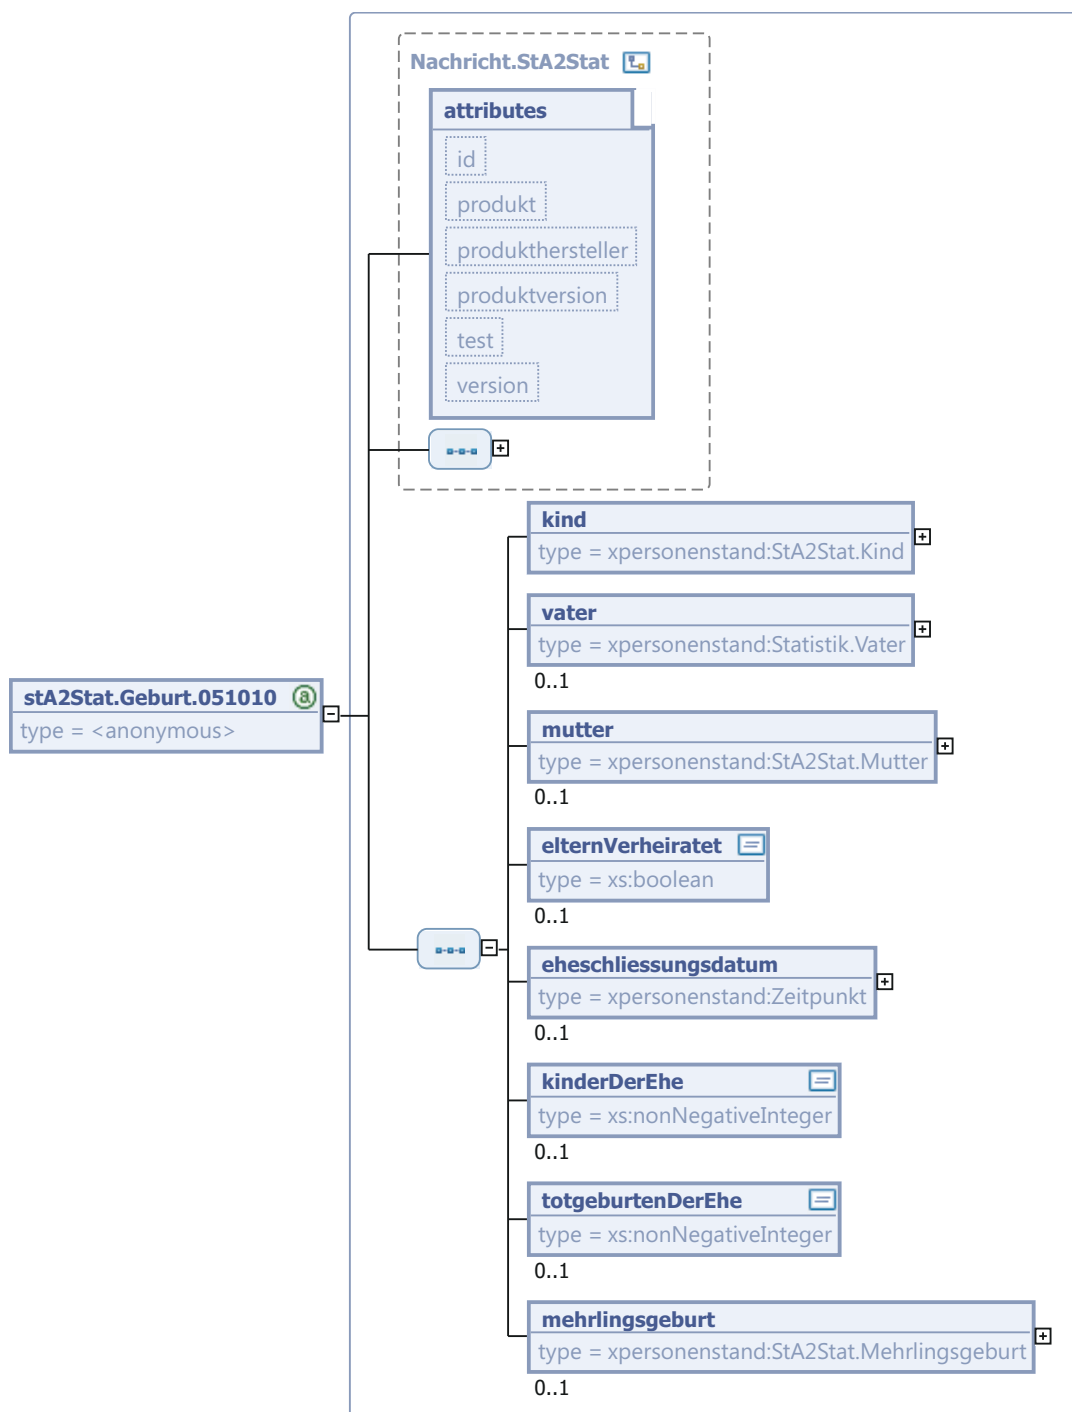 Nachricht.StA2Stat
attributes
id
produkt
produkthersteller
produktversion
test
version
kind
type = xpersonenstand:StA2Stat.Kind
vater
type = xpersonenstand:Statistik.Vater
0..1
stA2Stat.Geburt.051010 @
type = <anonymous>
mutter
type = xpersonenstand:StA2Stat.Mutter
0..1
elternVerheiratet
type = xs:boolean
0..1
eheschliessungsdatum
type = xpersonenstand:Zeitpunkt
0..1
kinderDerEhe
type = xs:nonNegativeInteger
0..1
totgeburtenDerEhe
type = xs:nonNegativeInteger
0..1
mehrlingsgeburt
type = xpersonenstand:StA2Stat.Mehrlingsgeburt
0..1